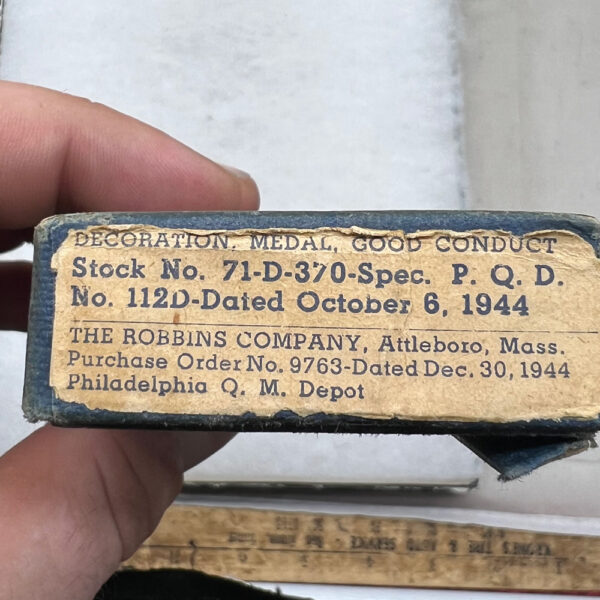 DECORATION, MEDAL, GOOD CONDUCT
Stock No. 71-D-370-Spec. P. Q. D.
No. 112D-Dated October 6, 1944
THE ROBBINS COMPANY, Attleboro, Mass.
Purchase Order No. 9763-Dated Dec. 30, 1944
Philadelphia Q. M. Depot